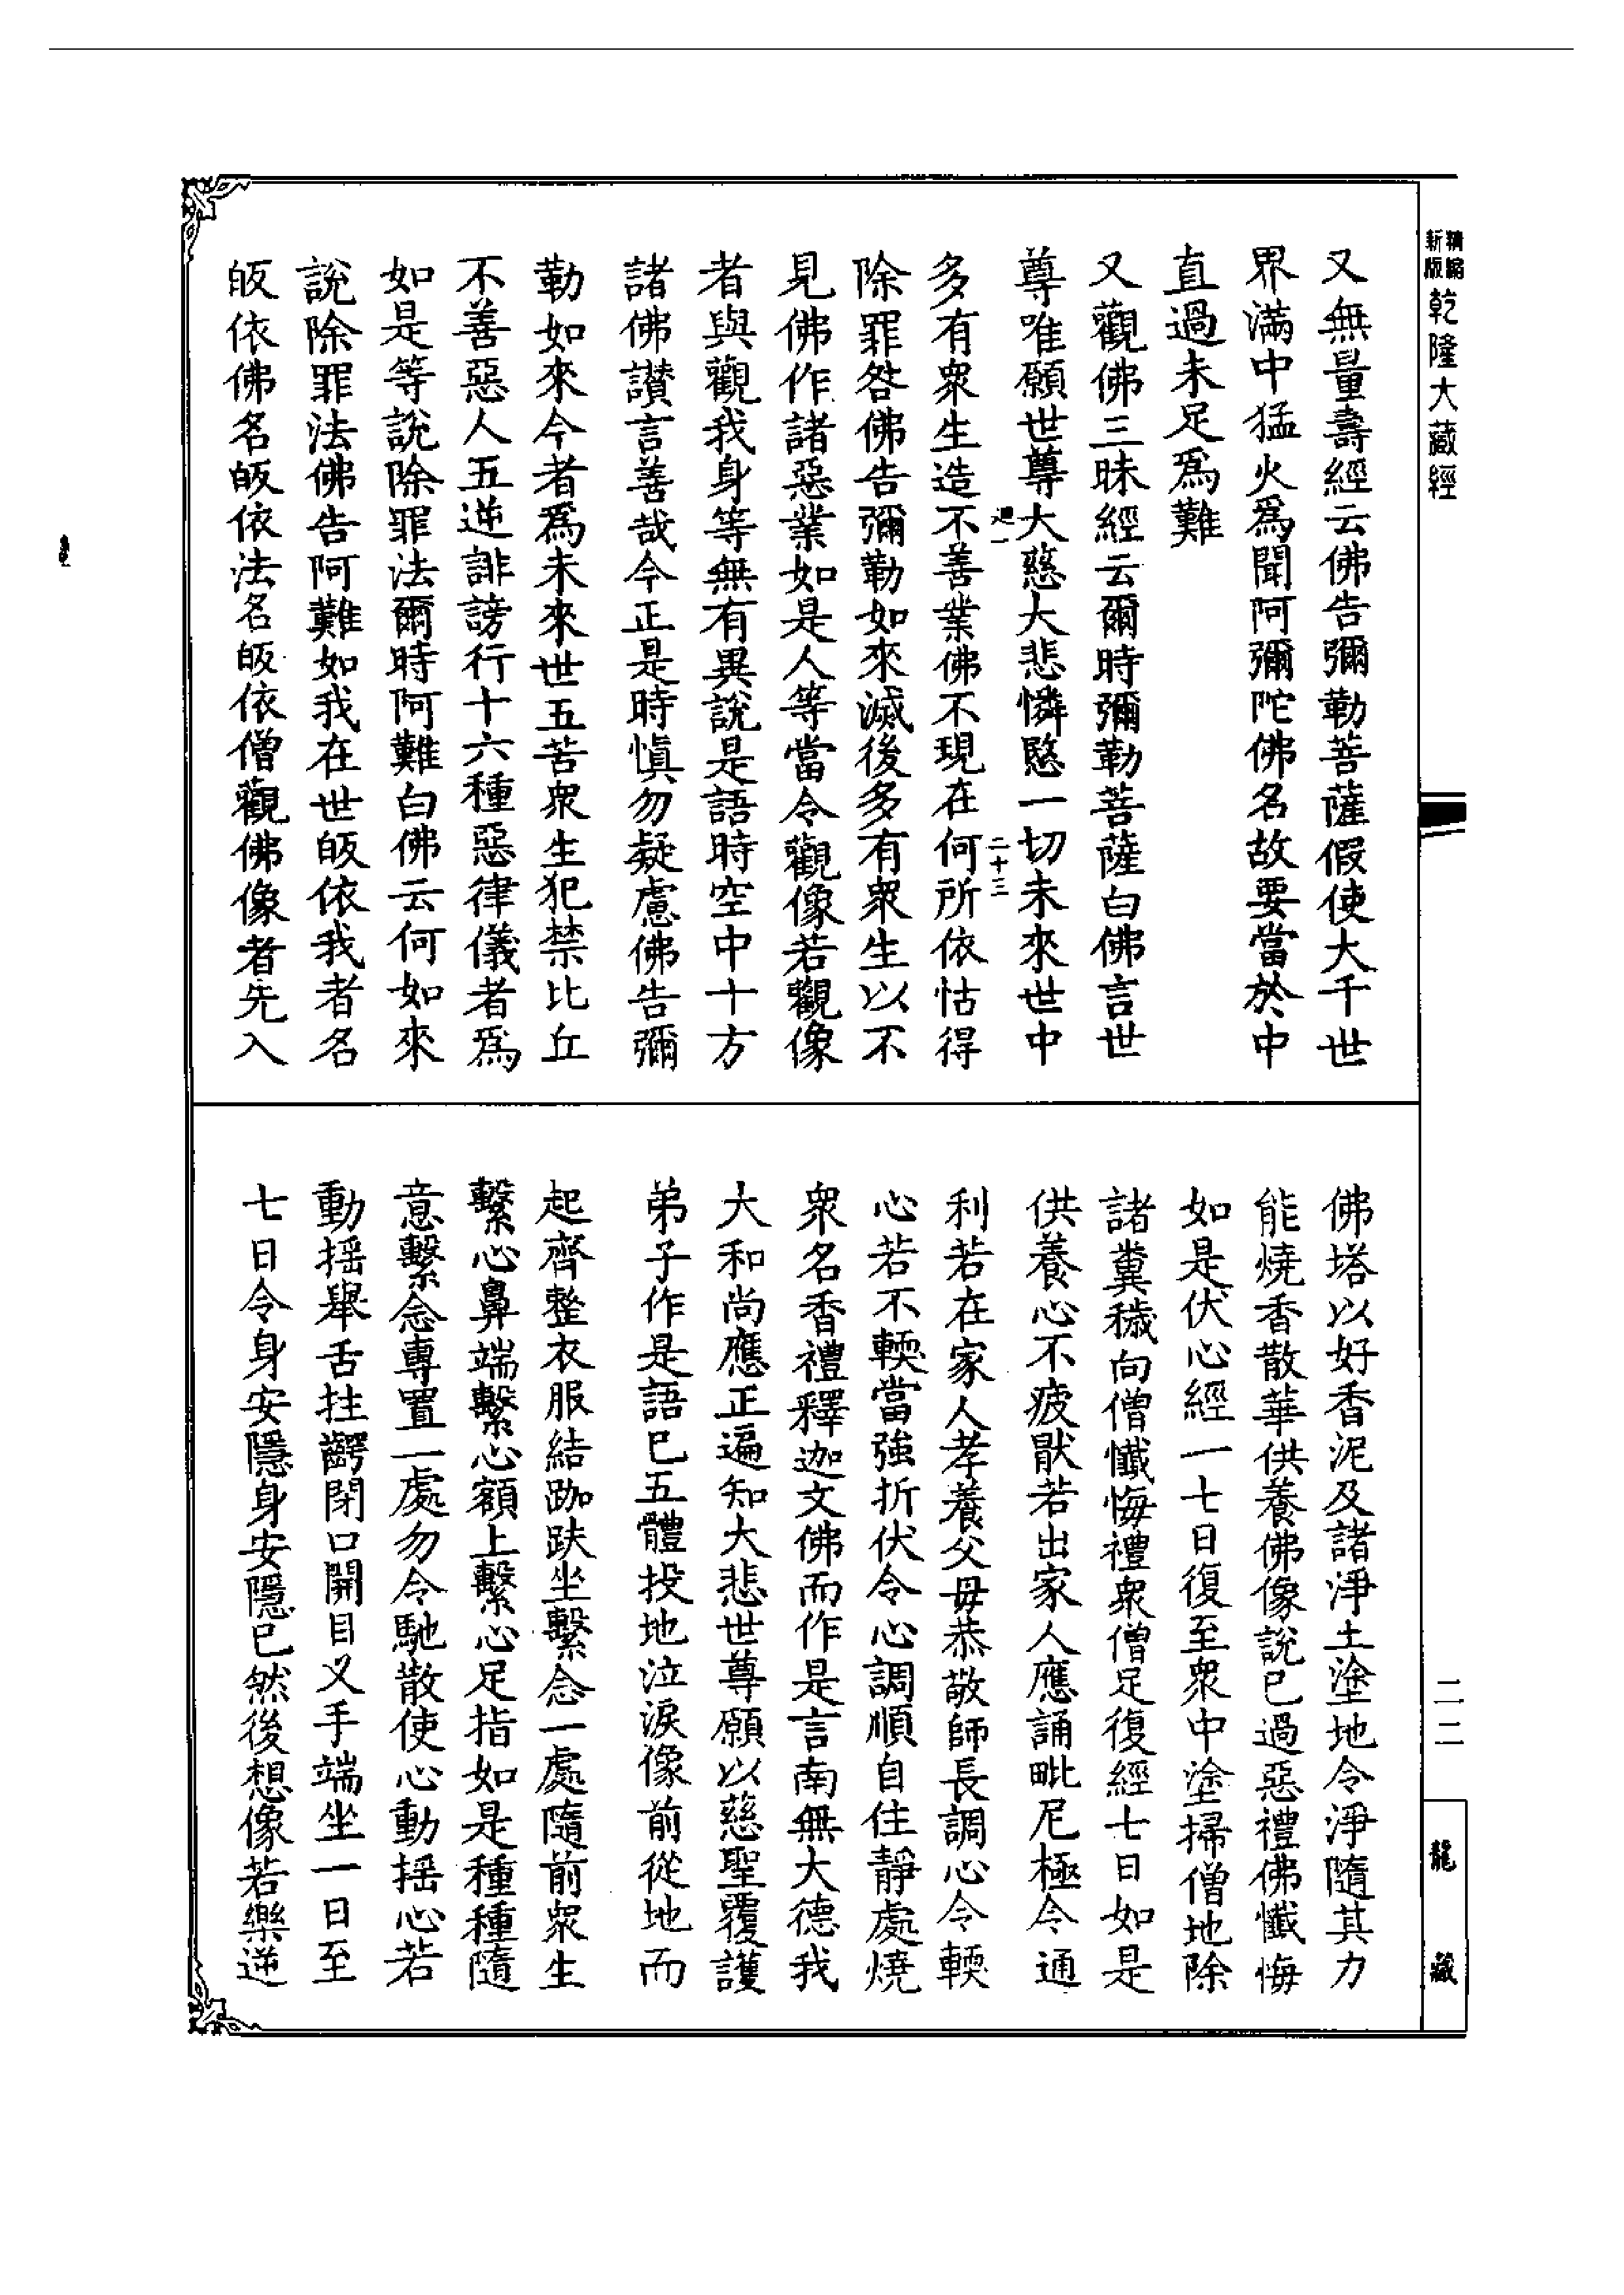 精縮
新版
乾隆大藏經
又無量壽經云佛告彌勒菩薩假使大千世
界滿中猛火為聞阿彌陀佛名故要當於中
直過未足為難
又觀佛三昧經云爾時彌勒菩薩白佛言世
尊唯願世尊大慈大悲憐愍一切未來世中
二十三
多有眾生造不善業佛不現在何所依怙得
除罪咎佛告彌勒如來滅後多有眾生以不
見佛作諸惡業如是人等當令觀像若觀像
者與觀我身等無有異說是語時空中十方
諸佛讚言善哉今正是時慎勿疑慮佛告彌
勒如來今者為未來世五苦眾生犯禁比丘
不善惡人五逆誹謗行十六種惡律儀者為
如是等說除罪法爾時阿難白佛云何如來
說除罪法佛告阿難如我在世皈依我者名
皈依佛名皈依法名皈依僧觀佛像者先入
佛塔以好香泥及諸淨土塗地令淨隨其力
能燒香散華供養佛像說已過惡禮佛懺悔
如是伏心經一七日復至眾中塗掃僧地除
諸糞穢向僧懺悔禮眾僧足復經七日如是
供養心不疲厭若出家人應誦毗尼極令通
利若在家人孝養父母恭敬師長調心令輭
心若不輭當強折伏令心調順自住靜處燒
眾名香禮釋迦文佛而作是言南無大德我
大和尚應正遍知大悲世尊願以慈聖覆護
弟子作是語已五體投地泣淚像前從地而
起齊整衣服結跏趺坐繫念一處隨前眾生
繫心鼻端繫心額上繫心足指如是種種隨
意繫念專置一處勿令馳散使心動搖心若
動搖舉舌拄齶閉口開目叉手端坐一日至
七日令身安隱身安隱已然後想像若樂逆
二二
龍藏